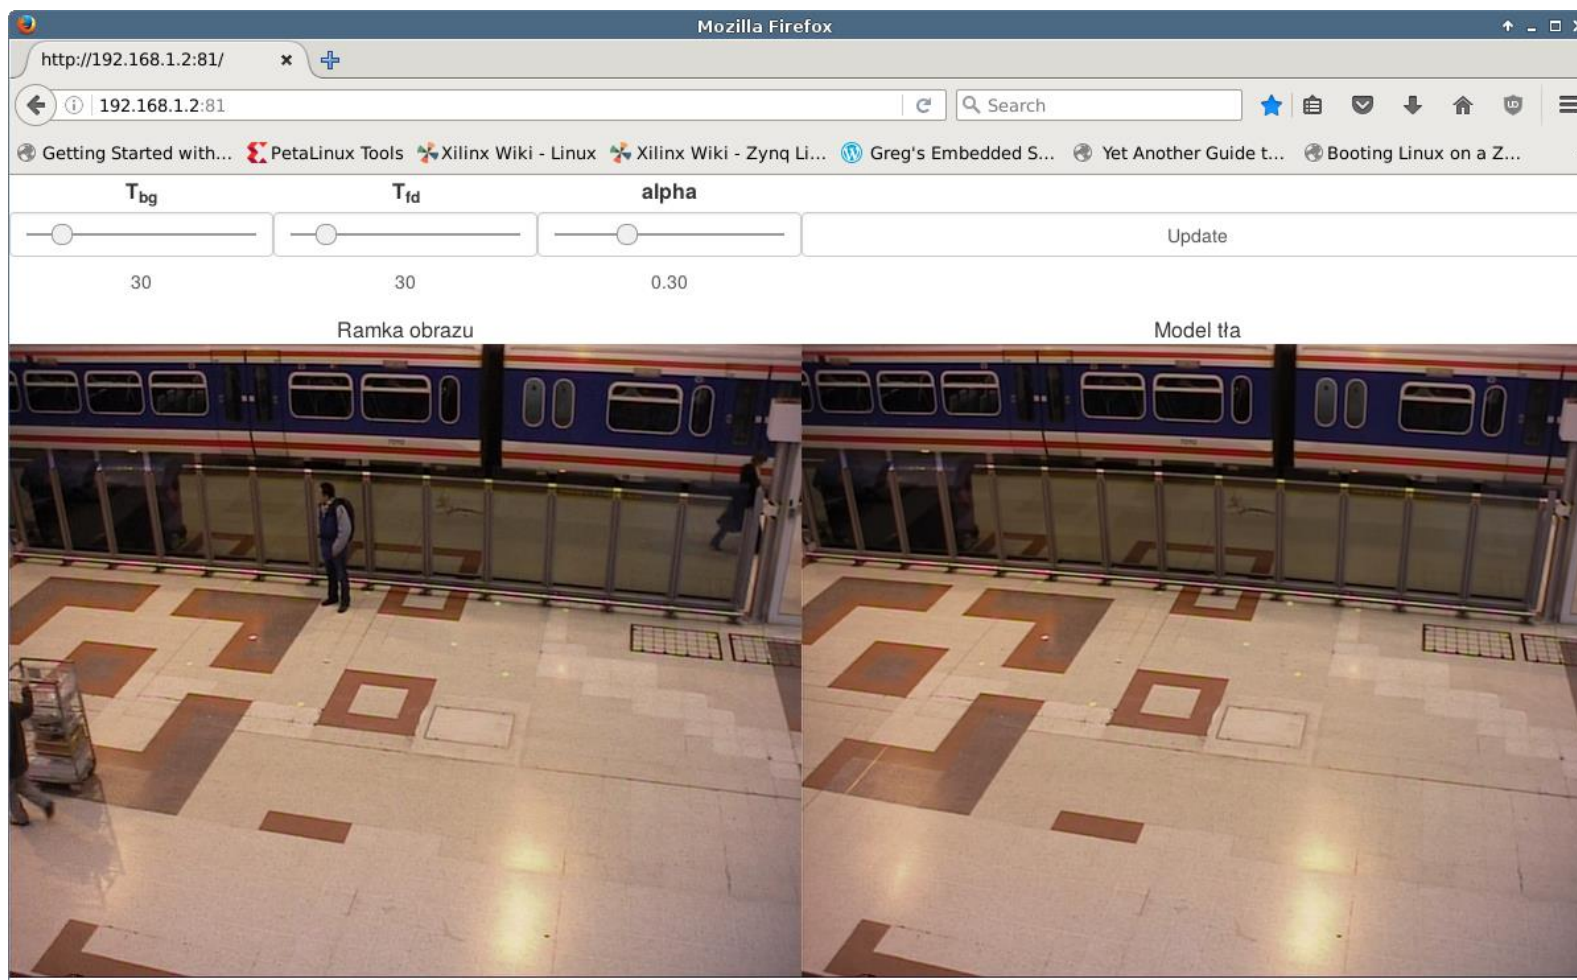 Mozilla Firefox
http://192.168.1.2:81/
192.168.1.2:81
Search
Getting Started with... PetaLinux Tools Xilinx Wiki - Linux Xilinx Wiki - Zynq Li... Greg's Embedded S... Yet Another Guide t... Booting Linux on a Z...
Tbg Tfd alpha
Update
30 30 0.30
Ramka obrazu Model tła